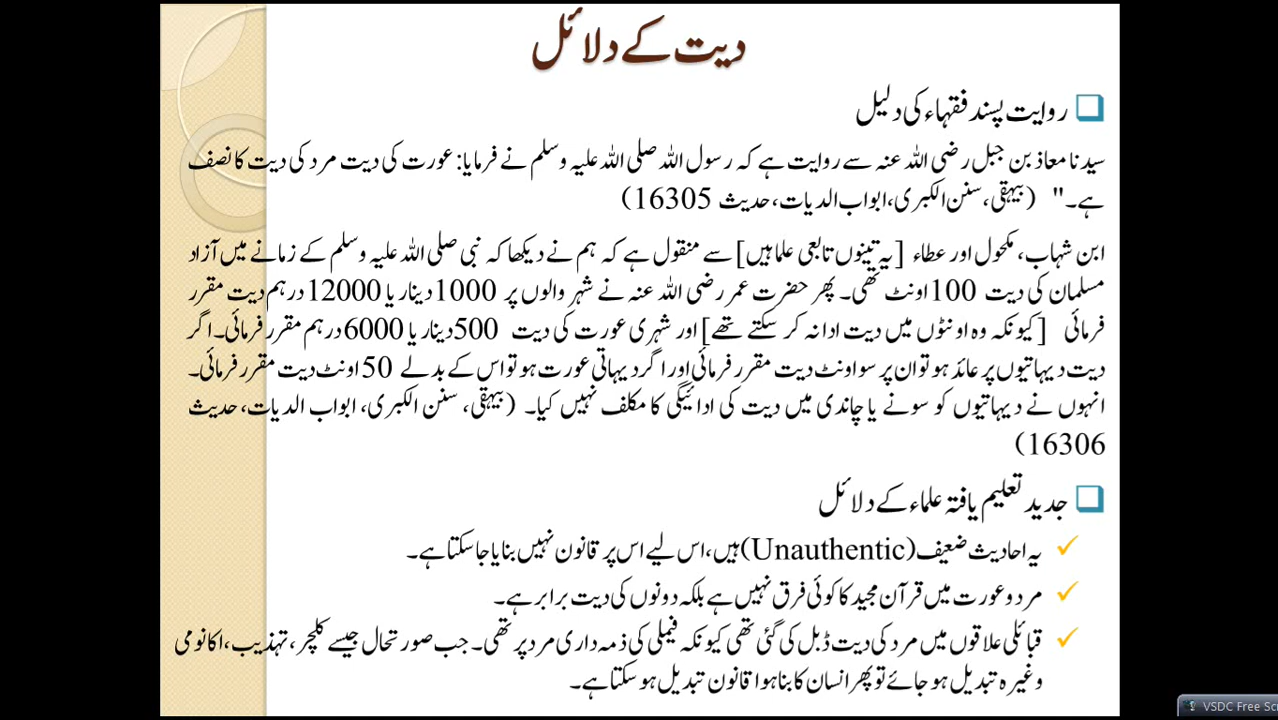 دیت کے دلائل
روایت پسند فقہاء کی دلیل
سیدنا معاذ بن جبل رضی اللہ عنہ سے روایت ہے کہ رسول اللہ صلی اللہ علیہ وسلم نے فرمایا: عورت کی دیت مرد کی دیت کا نصف
ہے۔" (بیہقی، سنن الکبری، ابواب الدیات، حدیث 16305)
ابن شہاب، مکحول اور عطاء [یہ تینوں تابعی علما ہیں] سے منقول ہے کہ ہم نے دیکھا کہ نبی صلی اللہ علیہ وسلم کے زمانے میں آزاد
مسلمان کی دیت 100 اونٹ تھی۔ پھر حضرت عمر رضی اللہ عنہ نے شہر والوں پر 1000 دینار یا 12000 درہم دیت مقرر
فرمائی [کیونکہ وہ اونٹوں میں دیت ادا نہ کر سکتے تھے] اور شہری عورت کی دیت 500 دینار یا 6000 درہم مقرر فرمائی۔ اگر
دیت دیہاتیوں پر عائد ہو تو ان پر سو اونٹ دیت مقرر فرمائی اور اگر دیہاتی عورت ہو تو اس کے بدلے 50 اونٹ دیت مقرر فرمائی۔
انہوں نے دیہاتیوں کو سونے یا چاندی میں دیت کی ادائیگی کا مکلف نہیں کیا۔ (بیہقی، سنن الکبری، ابواب الدیات، حدیث
16306)
جدید تعلیم یافتہ علماء کے دلائل
یہ احادیث ضعیف (Unauthentic) ہیں، اس لیے اس پر قانون نہیں بنایا جا سکتا ہے۔
مرد و عورت میں قرآن مجید کا کوئی فرق نہیں ہے بلکہ دونوں کی دیت برابر ہے۔
قبائلی علاقوں میں مرد کی دیت ڈبل کی گئی تھی کیونکہ فیملی کی ذمہ داری مرد پر تھی۔ جب صورتحال جیسے کلچر، تہذیب، اکانومی
وغیرہ تبدیل ہو جائے تو پھر انسان کا بنا ہوا قانون تبدیل ہو سکتا ہے۔
VSDC Free Scr